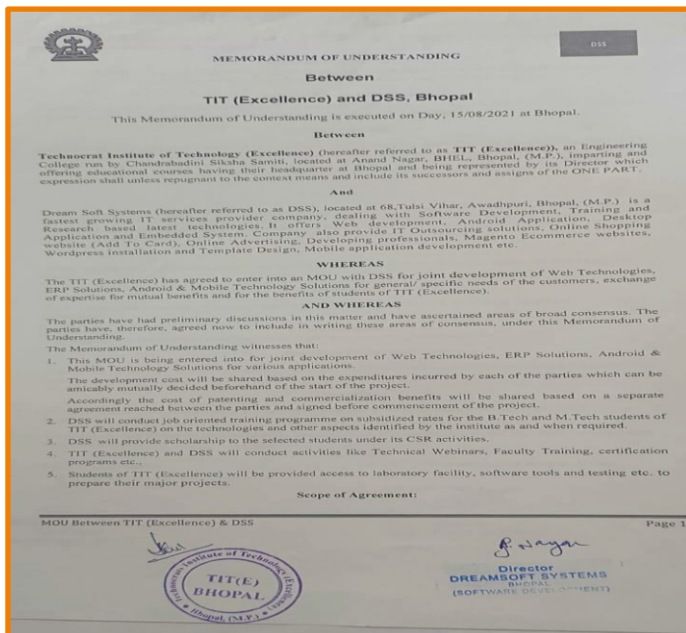 DSS
MEMORANDUM OF UNDERSTANDING
Between
TIT (Excellence) and DSS, Bhopal
This Memorandum of Understanding is executed on Day, 15/08/2021 at Bhopal.
Between
Technocrat Institute of Technology (Excellence) (hereafter referred to as TIT (Excellence)), an Engineering
College run by Chandrabadini Siksha Samiti, located at Anand Nagar, BHEL, Bhopal, (M.P.), imparting and
offering educational courses having their headquarter at Bhopal and being represented by its Director which
expression shall unless repugnant to the context means and include its successors and assigns of the ONE PART.
And
Dream Soft Systems (hereafter referred to as DSS), located at 68,Tulsi Vihar, Awadhpuri, Bhopal, (M.P.) is a
fastest growing IT services provider company, dealing with Software Development, Training and
Research based latest technologies. It offers Web development, Android Application, Desktop
Application and Embedded System. Company also provide IT Outsourcing solutions, Online Shopping
website (Add To Card), Online Advertising, Developing professionals, Magento Ecommerce websites,
Wordpress installation and Template Design, Mobile application development etc.
WHEREAS
The TIT (Excellence) has agreed to enter into an MOU with DSS for joint development of Web Technologies,
ERP Solutions, Android & Mobile Technology Solutions for general/ specific needs of the customers, exchange
of expertise for mutual benefits and for the benefits of students of TIT (Excellence).
AND WHEREAS
The parties have had preliminary discussions in this matter and have ascertained areas of broad consensus. The
parties have, therefore, agreed now to include in writing these areas of consensus, under this Memorandum of
Understanding.
The Memorandum of Understanding witnesses that:
1. This MOU is being entered into for joint development of Web Technologies, ERP Solutions, Android &
Mobile Technology Solutions for various applications.
The development cost will be shared based on the expenditures incurred by each of the parties which can be
amicably mutually decided beforehand of the start of the project.
Accordingly the cost of patenting and commercialization benefits will be shared based on a separate
agreement reached between the parties and signed before commencement of the project.
2. DSS will conduct job oriented training programme on subsidized rates for the B.Tech and M.Tech students of
TIT (Excellence) on the technologies and other aspects identified by the institute as and when required.
3. DSS will provide scholarship to the selected students under its CSR activities.
4. TIT (Excellence) and DSS will conduct activities like Technical Webinars, Faculty Training, certification
programs etc..
5. Students of TIT (Excellence) will be provided access to laboratory facility, software tools and testing etc. to
prepare their major projects.
Scope of Agreement:
MOU Between TIT (Excellence) & DSS Page 1
Technocrats Institute of Technology (Excellence)
TIT(E)
BHOPAL
Bhopal, (M.P.)
Director
DREAMSOFT SYSTEMS
BHOPAL
(SOFTWARE DEVELOPMENT)